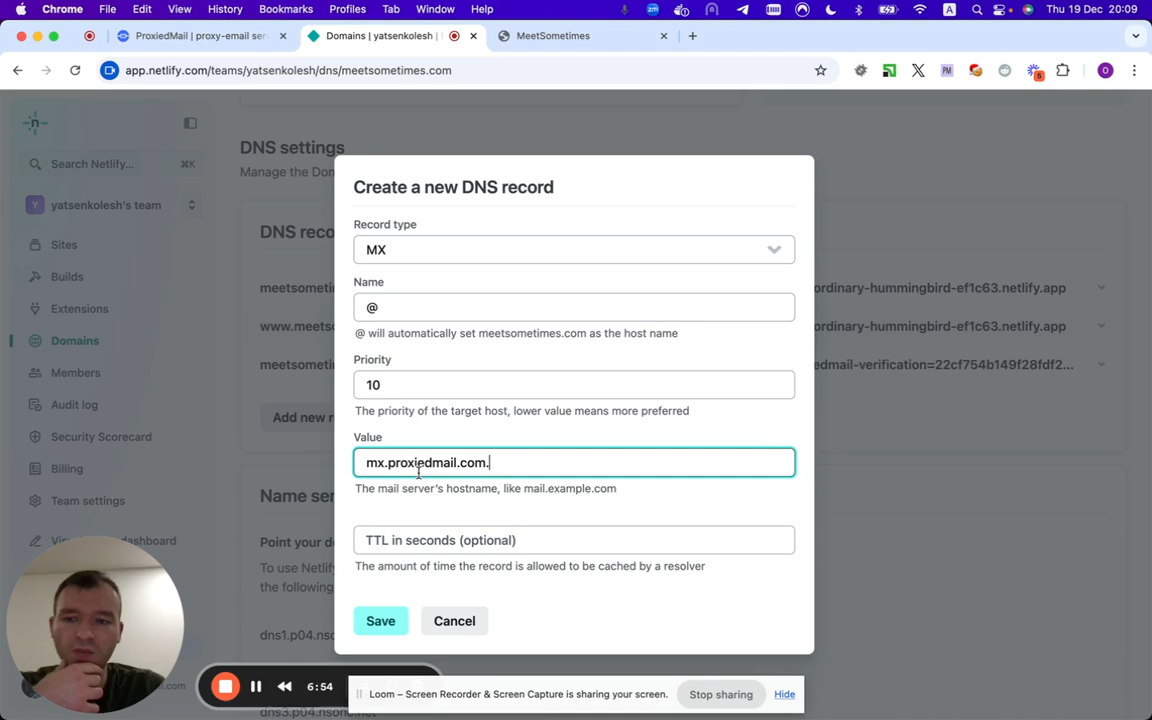 Chrome File Edit View History Bookmarks Profiles Tab Window Help Thu 19 Dec 20:09
ProxiedMail | proxy-email ser
Domains | yatsenkolesh |
MeetSometimes
app.netlify.com/teams/yatsenkolesh/dns/meetsometimes.com
Search Netlify... ⌘K
yatsenkolesh's team
Sites
Builds
Extensions
Domains
Members
Audit log
Security Scorecard
Billing
Team settings
DNS settings
Manage the Dom
DNS reco
meetsometim
ordinary-hummingbird-ef1c63.netlify.app
www.meets
ordinary-hummingbird-ef1c63.netlify.app
meetsometim
edmail-verification=22cf754b149f28fdf2...
Add new r
Name ser
Point your do
To use Netlif
the following
dns1.p04.nso
Create a new DNS record
Record type
MX
Name
@
@ will automatically set meetsometimes.com as the host name
Priority
10
The priority of the target host, lower value means more preferred
Value
mx.proxiedmail.com.
The mail server's hostname, like mail.example.com
TTL in seconds (optional)
The amount of time the record is allowed to be cached by a resolver
Save Cancel
6:54
Loom – Screen Recorder & Screen Capture is sharing your screen. Stop sharing Hide